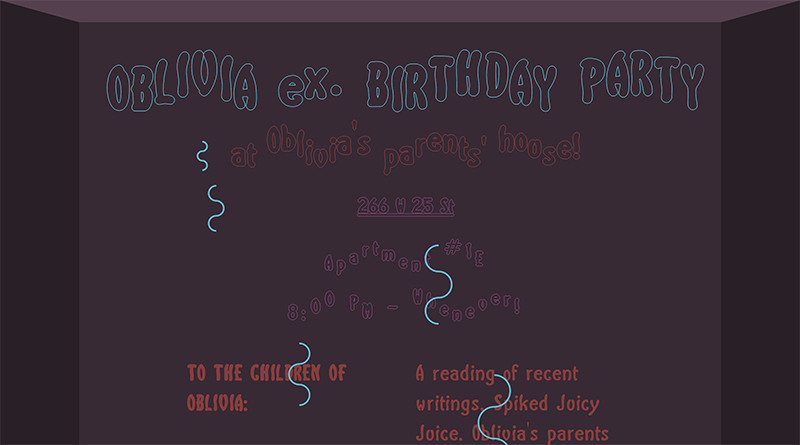 OBLIVIA ex. BIRTHDAY PARTY
at Oblivia's parents' house!
266 W 25 St
Apartment #1E
8:00 PM – Whenever!
TO THE CHILDREN OF
OBLIVIA:
A reading of recent
writings. Spiked Juicy
Juice. Oblivia's parents